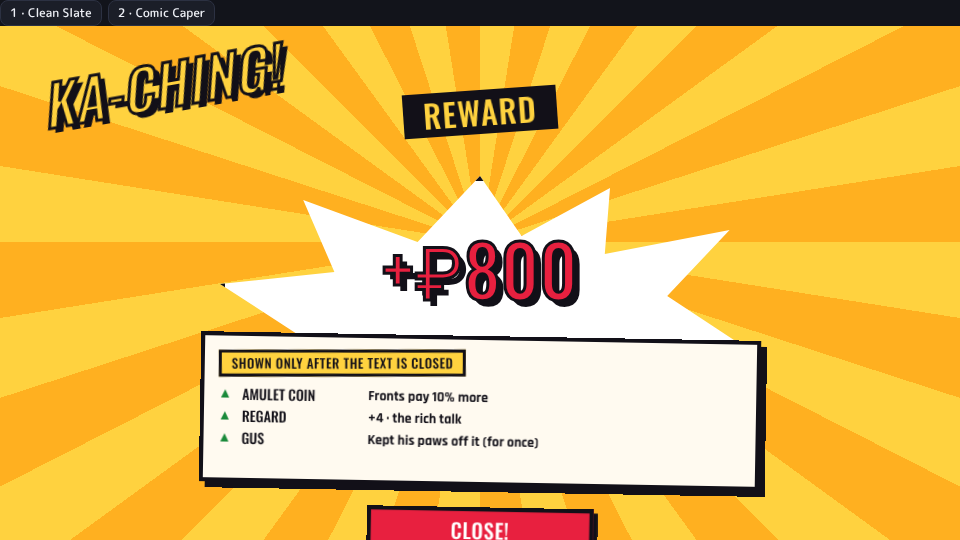 1 · Clean Slate
2 · Comic Caper
KA-CHING!
REWARD
+₽800
SHOWN ONLY AFTER THE TEXT IS CLOSED
▲ AMULET COIN Fronts pay 10% more
▲ REGARD +4 · the rich talk
▲ GUS Kept his paws off it (for once)
CLOSE!